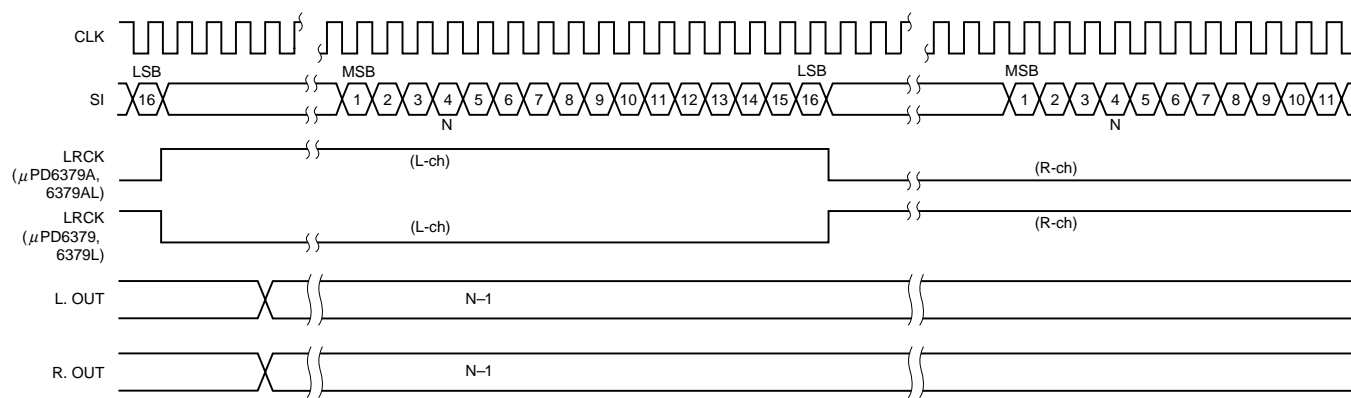 CLK
LSB MSB LSB MSB
SI 16 1 2 3 4 5 6 7 8 9 10 11 12 13 14 15 16 1 2 3 4 5 6 7 8 9 10 11
N N
LRCK
(μPD6379A,
6379AL)
(L-ch) (R-ch)
LRCK
(μPD6379,
6379L)
(L-ch) (R-ch)
L. OUT N–1
R. OUT N–1